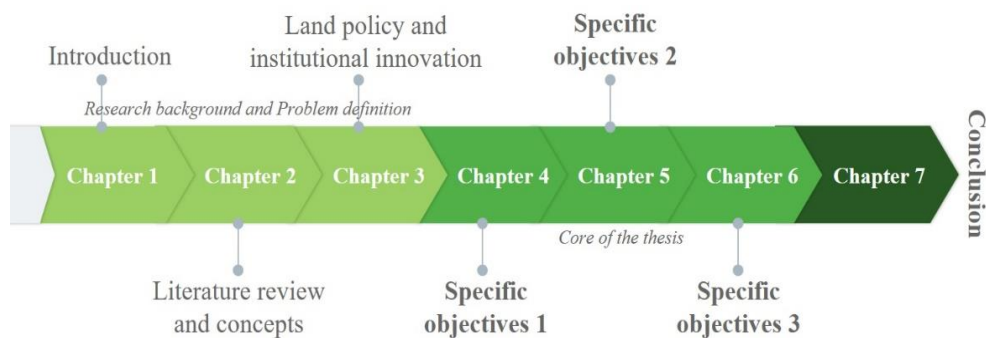 Introduction
Land policy and
institutional innovation
Specific
objectives 2
Research background and Problem definition
Chapter 1
Chapter 2
Chapter 3
Chapter 4
Chapter 5
Chapter 6
Chapter 7
Conclusion
Core of the thesis
Literature review
and concepts
Specific
objectives 1
Specific
objectives 3